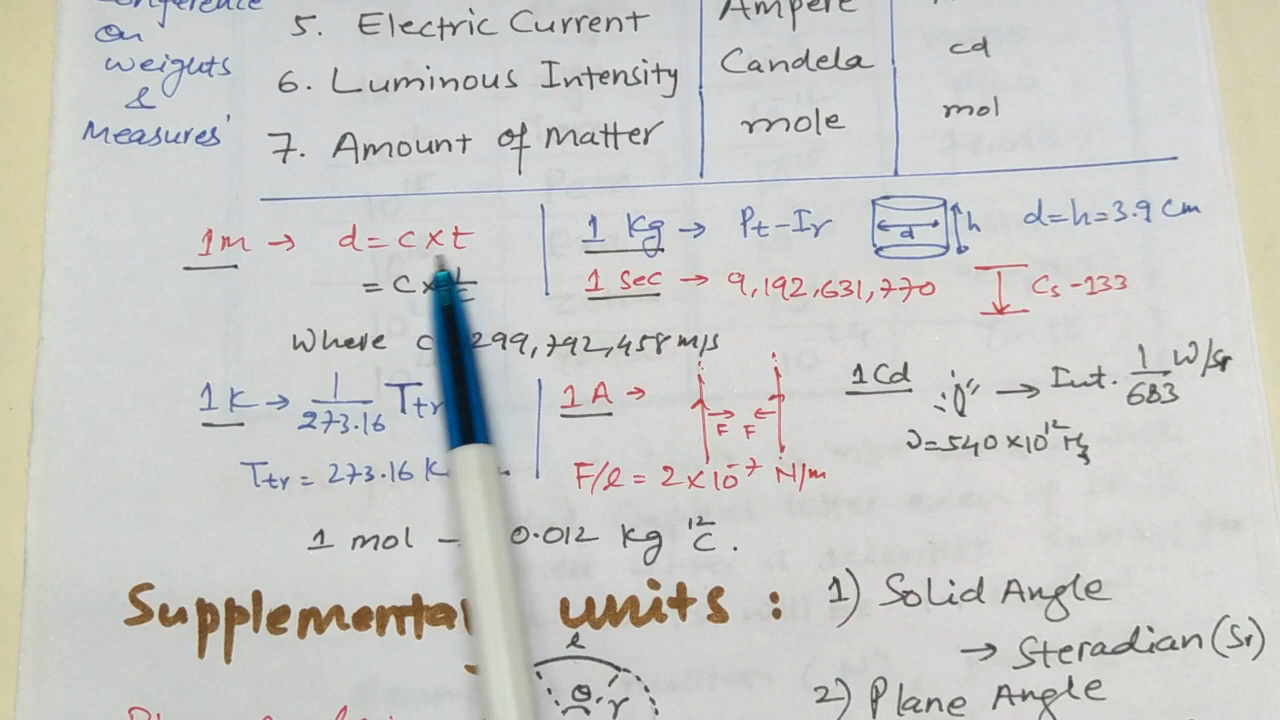 on
weights
&
Measures'
5. Electric Current Ampere
6. Luminous Intensity Candela cd
7. Amount of matter mole mol
1m → d = c × t
= c ×
Where c 299,792,458 m/s
1 Kg → Pt-Ir d h d=h=3.9 cm
1 Sec → 9,192,631,770 Cs-133
1 K → 1/273.16 Ttr
Ttr = 273.16 K
1 A →
F F
F/l = 2×10⁻⁷ N/m
1 Cd → Int. 1/683 W/Sr
ν=540×10¹² Hz
1 mol – 0.012 kg ¹²C.
units :
1) Solid Angle
→ Steradian (Sr)
2) Plane Angle
l
θ r